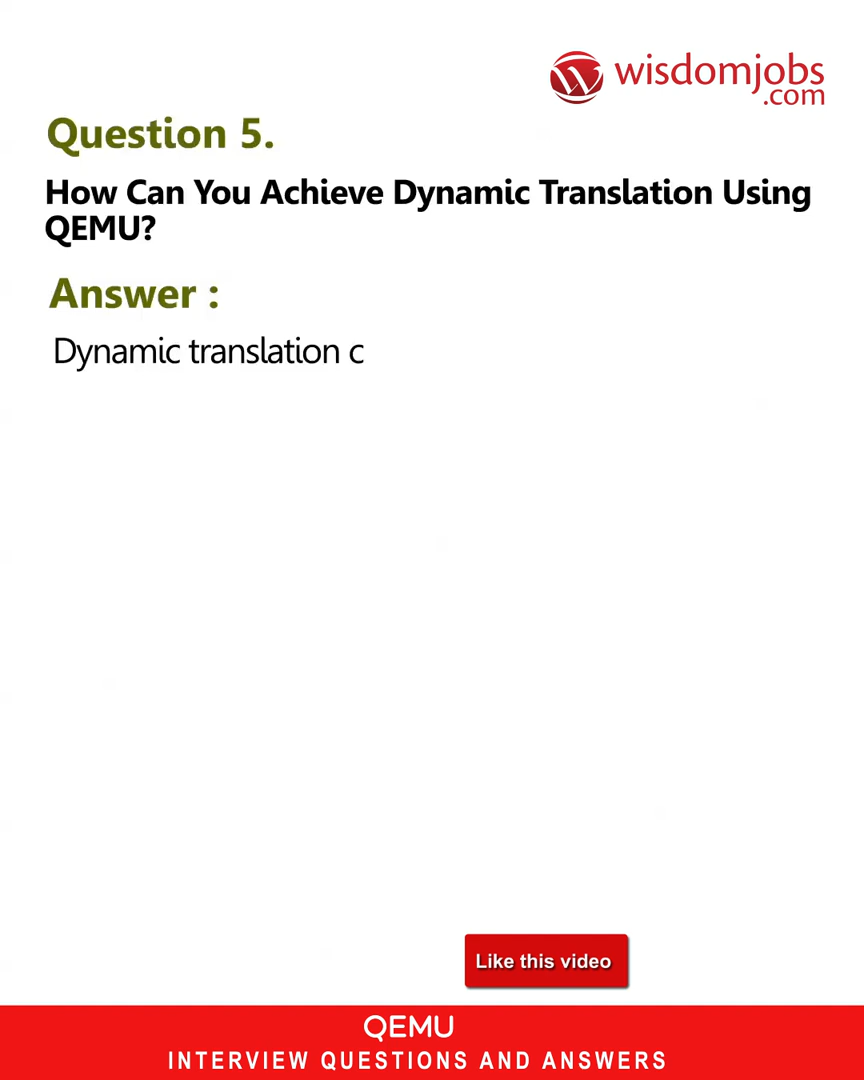 wisdomjobs
.com
Question 5.
How Can You Achieve Dynamic Translation Using
QEMU?
Answer :
Dynamic translation c
Like this video
QEMU
INTERVIEW QUESTIONS AND ANSWERS